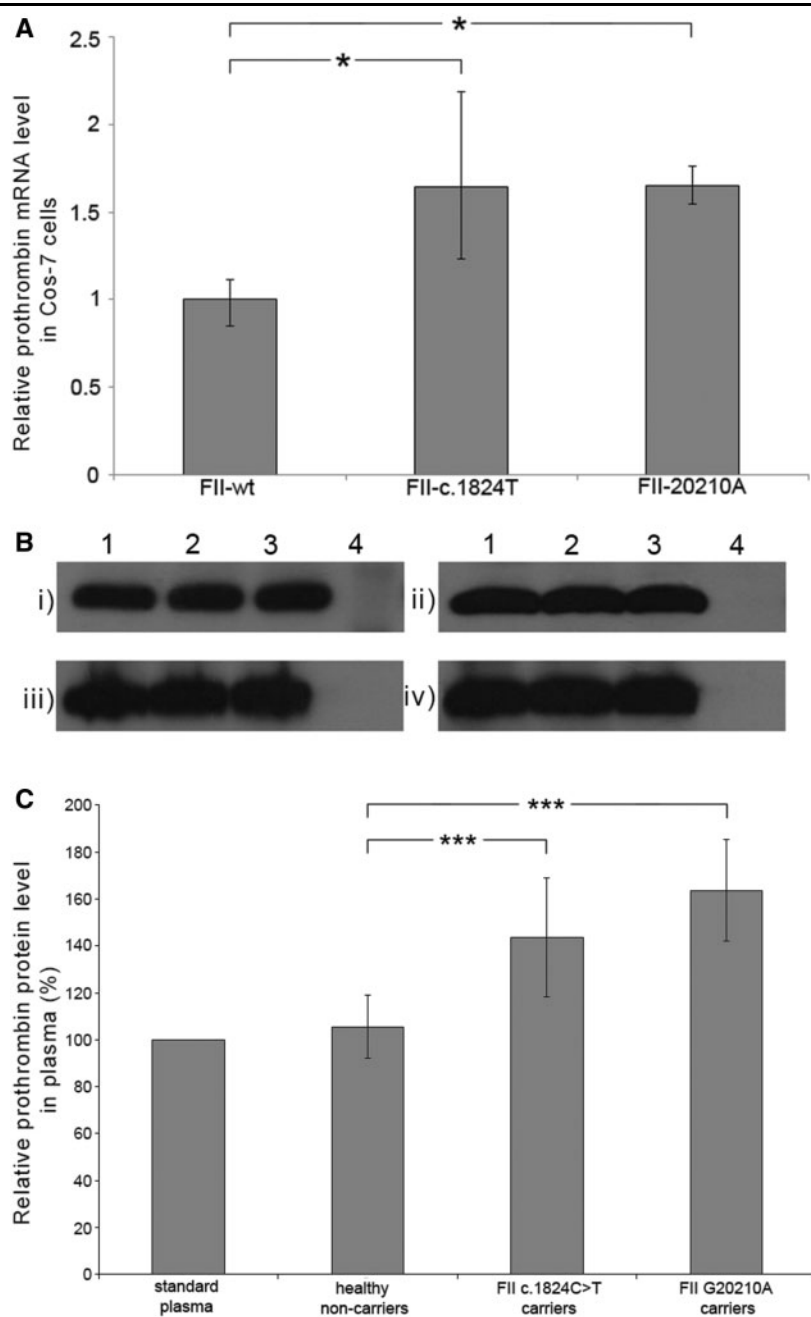 A
Relative prothrombin mRNA level
in Cos-7 cells
2.5
2
1.5
1
0.5
0
*
*
FII-wt
FII-c.1824T
FII-20210A
B
1 2 3 4
1 2 3 4
i)
ii)
iii)
iv)
C
Relative prothrombin protein level
in plasma (%)
200
180
160
140
120
100
80
60
40
20
0
***
***
standard
plasma
healthy
non-carriers
FII c.1824C>T
carriers
FII G20210A
carriers